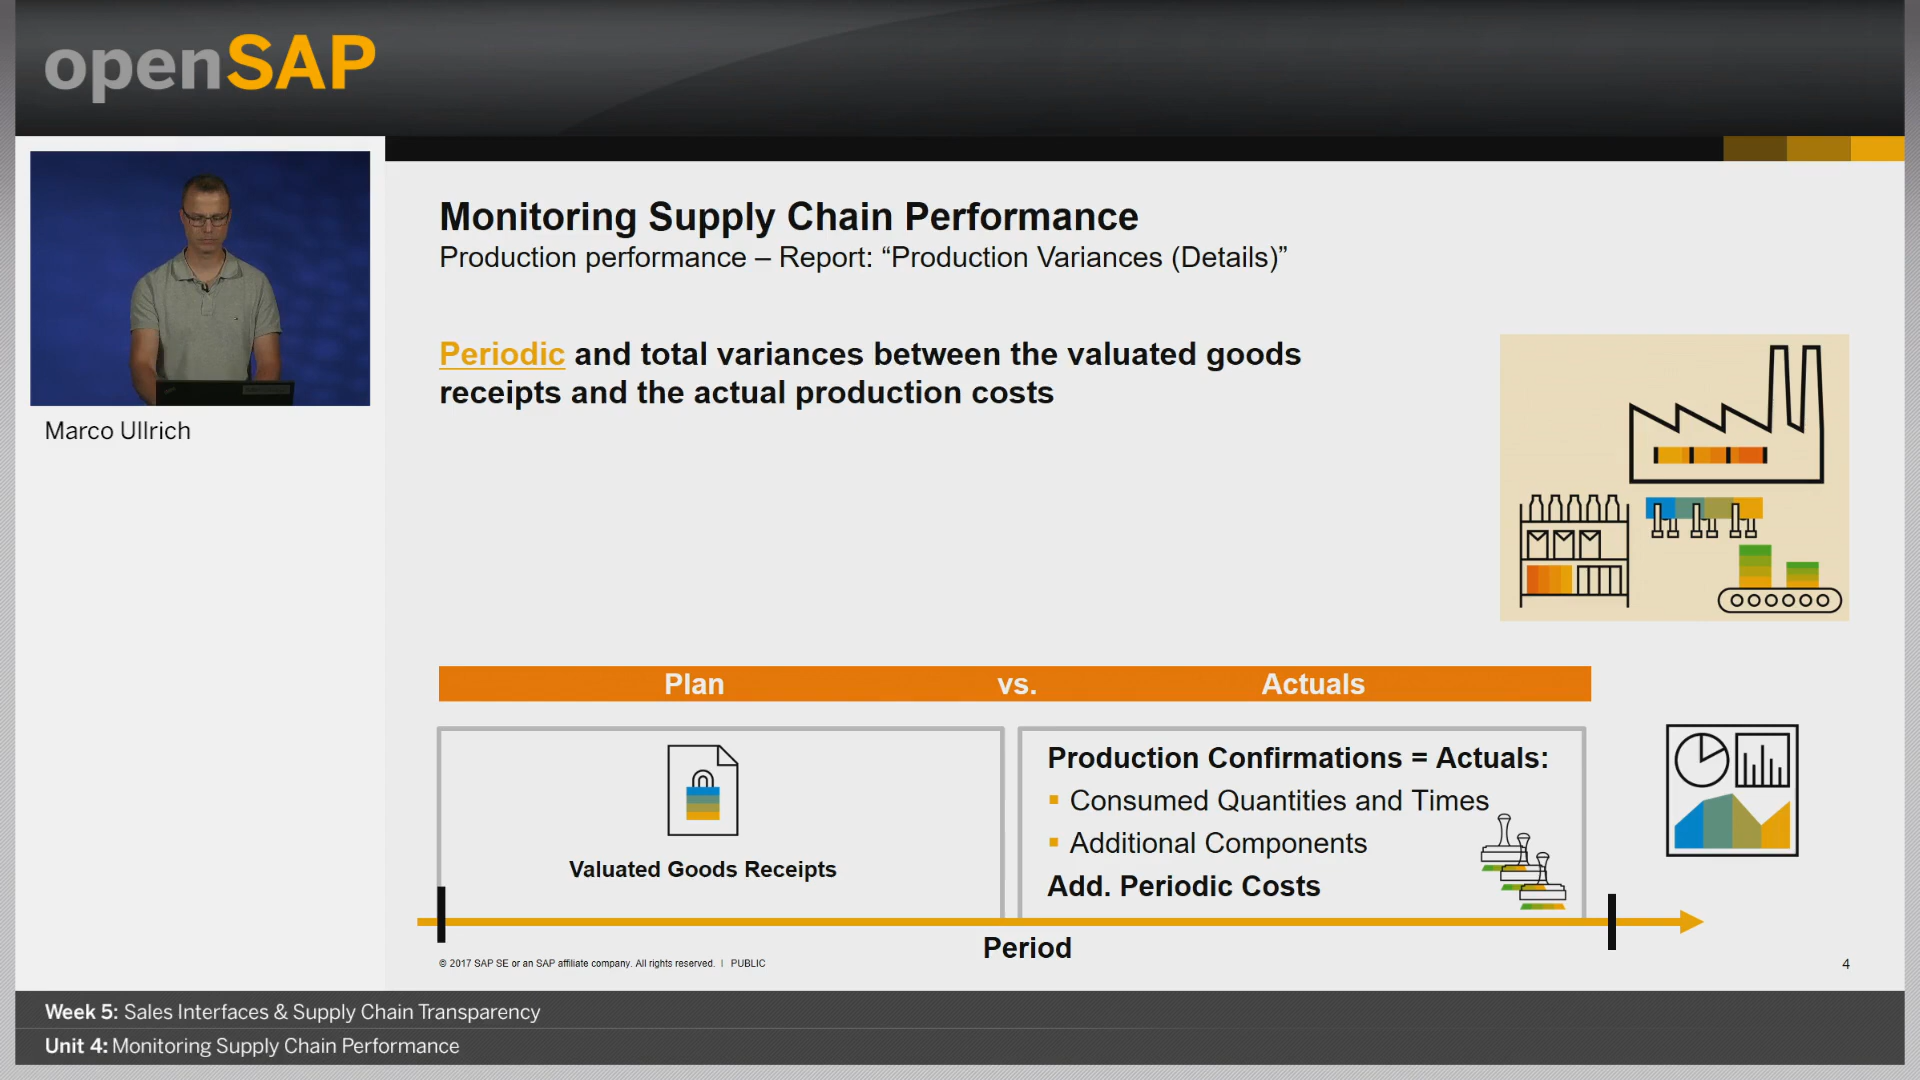 openSAP
Marco Ullrich
Monitoring Supply Chain Performance
Production performance – Report: “Production Variances (Details)”
Periodic and total variances between the valuated goods
receipts and the actual production costs
Plan vs. Actuals
Valuated Goods Receipts
Production Confirmations = Actuals:
▪ Consumed Quantities and Times
▪ Additional Components
Add. Periodic Costs
Period
© 2017 SAP SE or an SAP affiliate company. All rights reserved. | PUBLIC
4
Week 5: Sales Interfaces & Supply Chain Transparency
Unit 4: Monitoring Supply Chain Performance